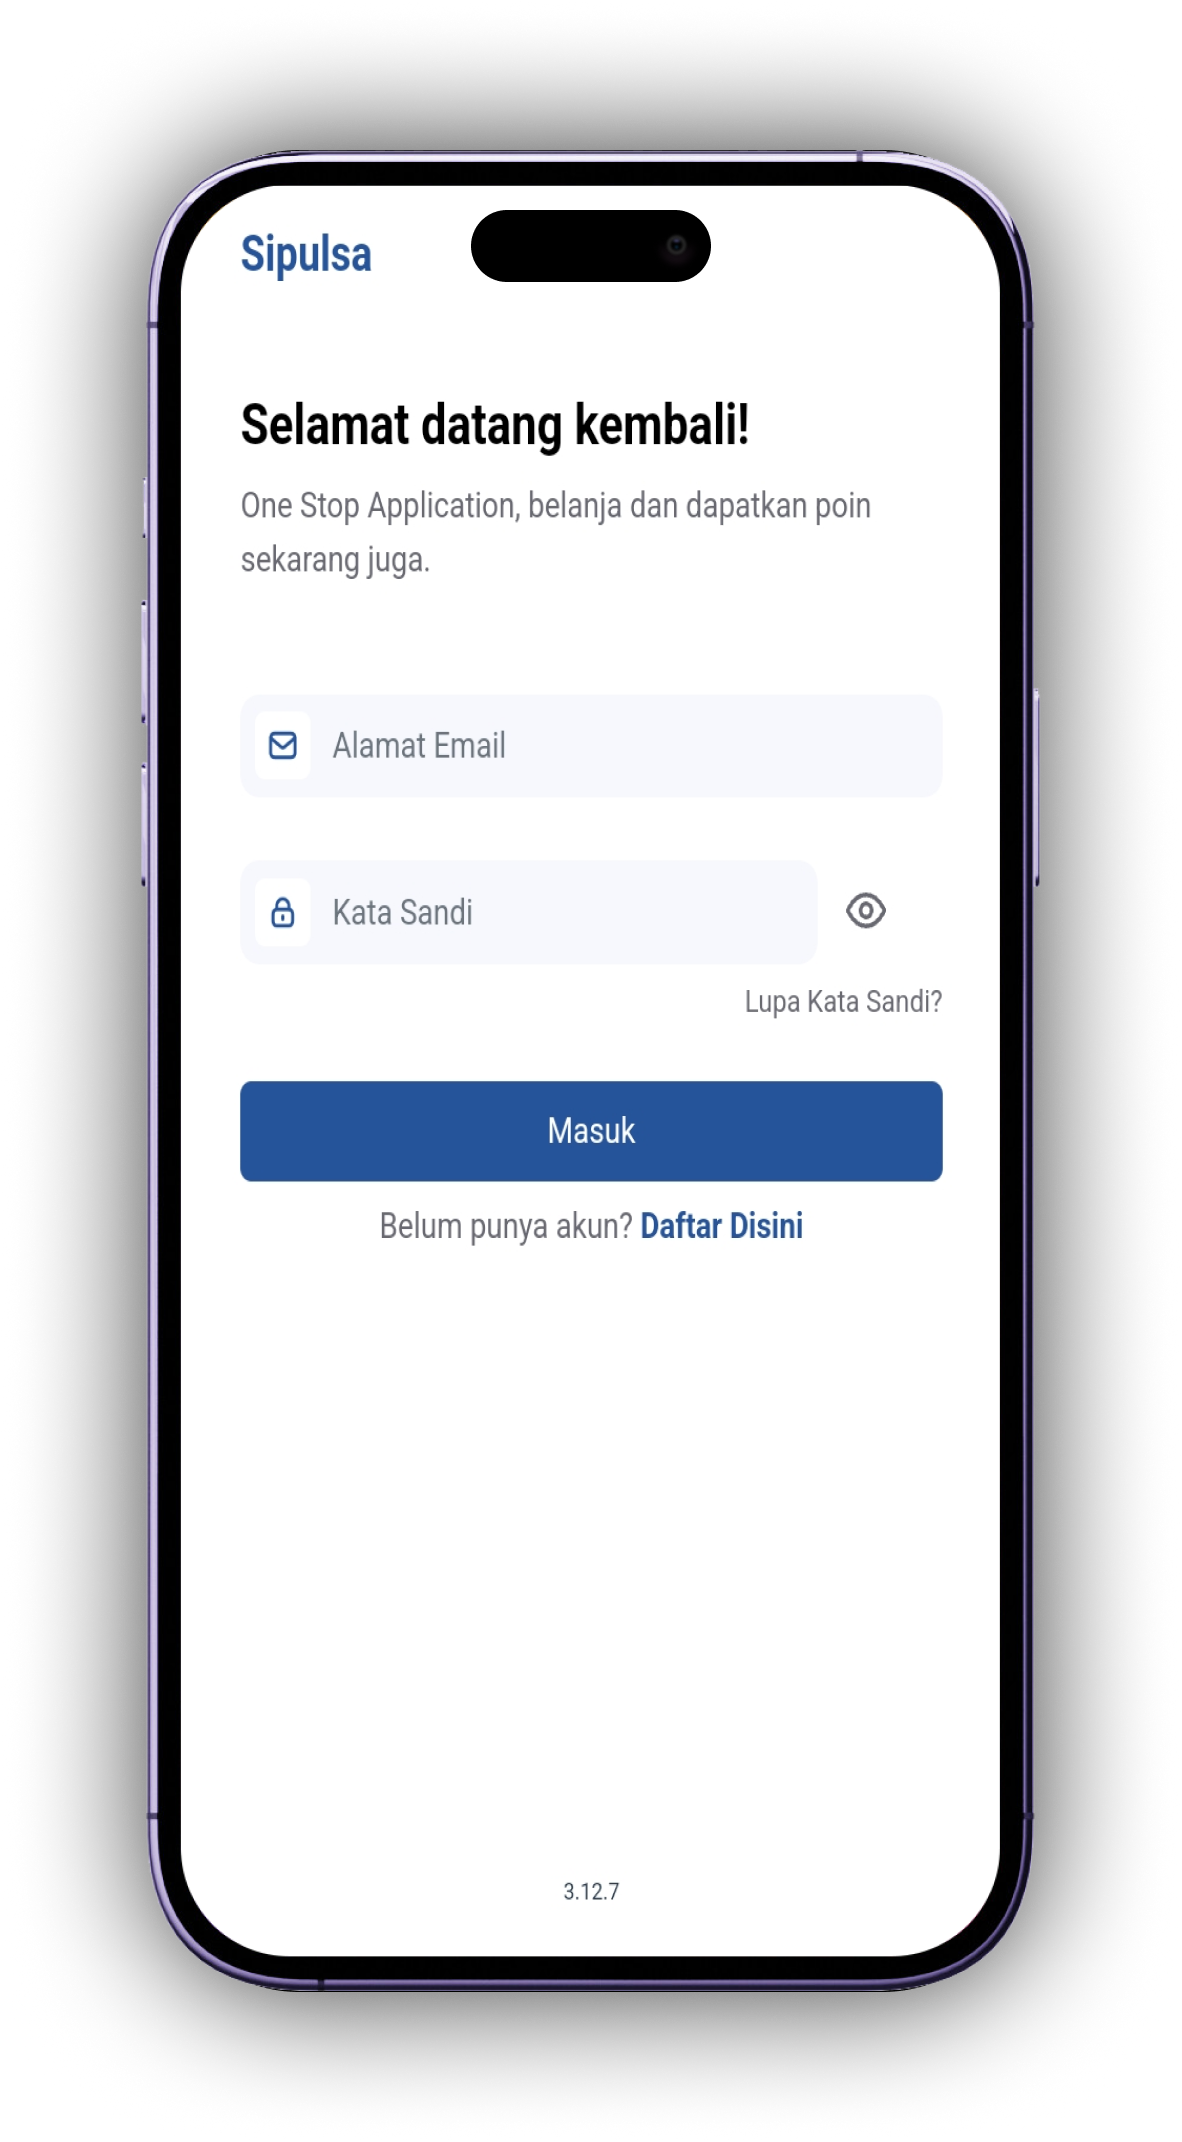 Sipulsa
Selamat datang kembali!
One Stop Application, belanja dan dapatkan poin
sekarang juga.
Alamat Email
Kata Sandi
Lupa Kata Sandi?
Masuk
Belum punya akun? Daftar Disini
3.12.7